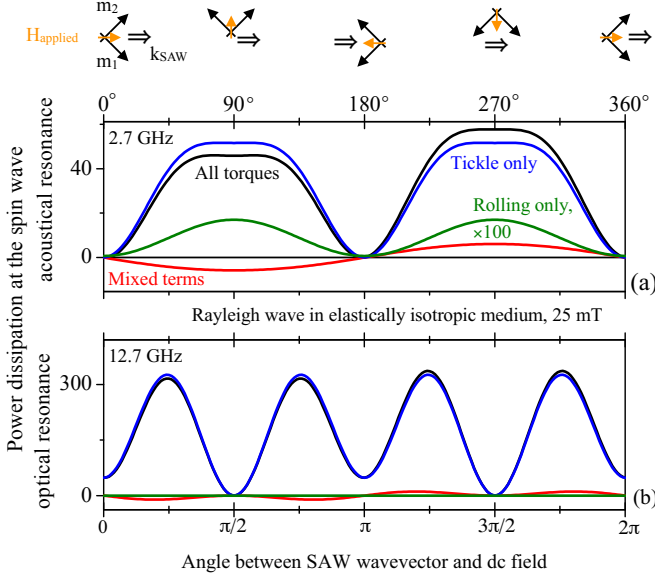 m₂
H_applied
m₁
k_SAW
0° 90° 180° 270° 360°
2.7 GHz
40
0
All torques
Tickle only
Rolling only,
×100
Mixed terms
(a)
Power dissipation at the spin wave
acoustical resonance
optical resonance
Rayleigh wave in elastically isotropic medium, 25 mT
12.7 GHz
300
0
(b)
0 π/2 π 3π/2 2π
Angle between SAW wavevector and dc field